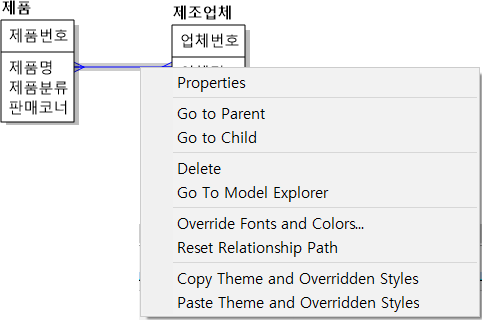 제품
제품번호
제품명
제품분류
판매코너
제조업체
업체번호
Properties
Go to Parent
Go to Child
Delete
Go To Model Explorer
Override Fonts and Colors...
Reset Relationship Path
Copy Theme and Overridden Styles
Paste Theme and Overridden Styles